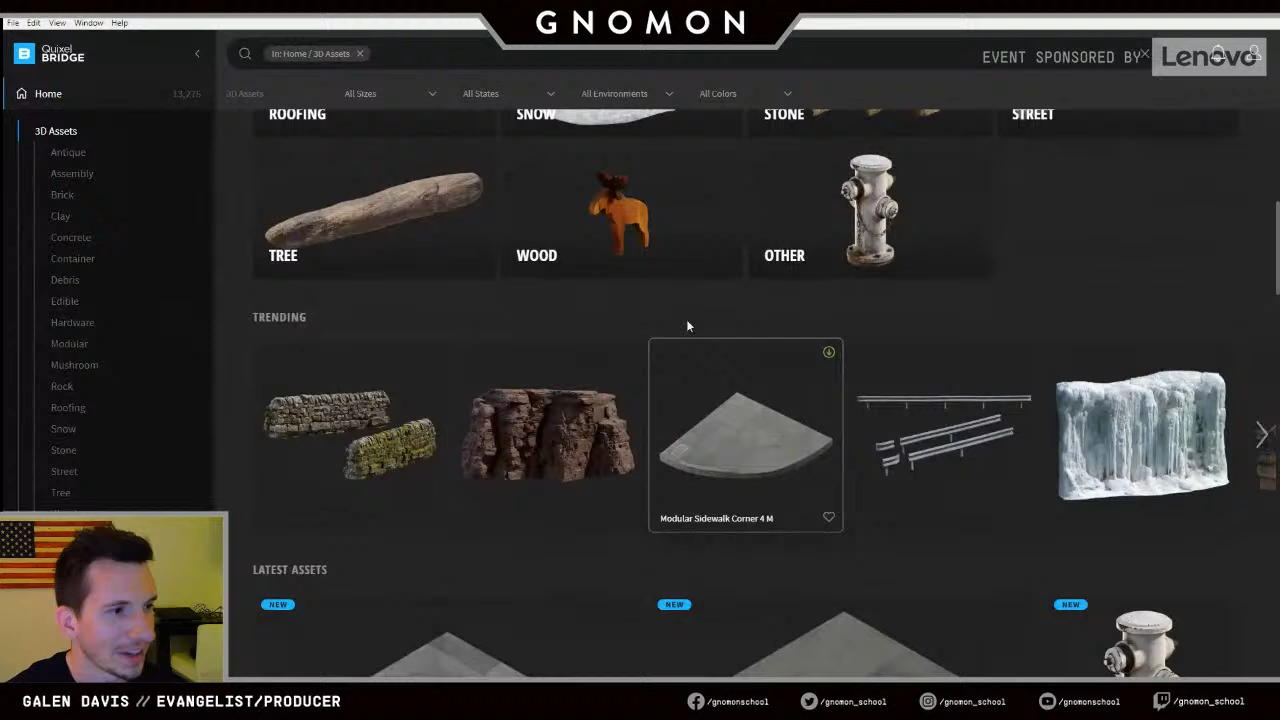 GNOMON
File Edit View Window Help
Quixel
BRIDGE
In: Home / 3D Assets
EVENT SPONSORED BY Lenovo
Home 13,275
3D Assets All Sizes All States All Environments All Colors
3D Assets
Antique
Assembly
Brick
Clay
Concrete
Container
Debris
Edible
Hardware
Modular
Mushroom
Rock
Roofing
Snow
Stone
Street
Tree
ROOFING SNOW STONE STREET
TREE WOOD OTHER
TRENDING
Modular Sidewalk Corner 4 M
LATEST ASSETS
NEW NEW NEW
GALEN DAVIS // EVANGELIST/PRODUCER
/gnomonschool /gnomon_school /gnomon_school /gnomonschool /gnomon_school